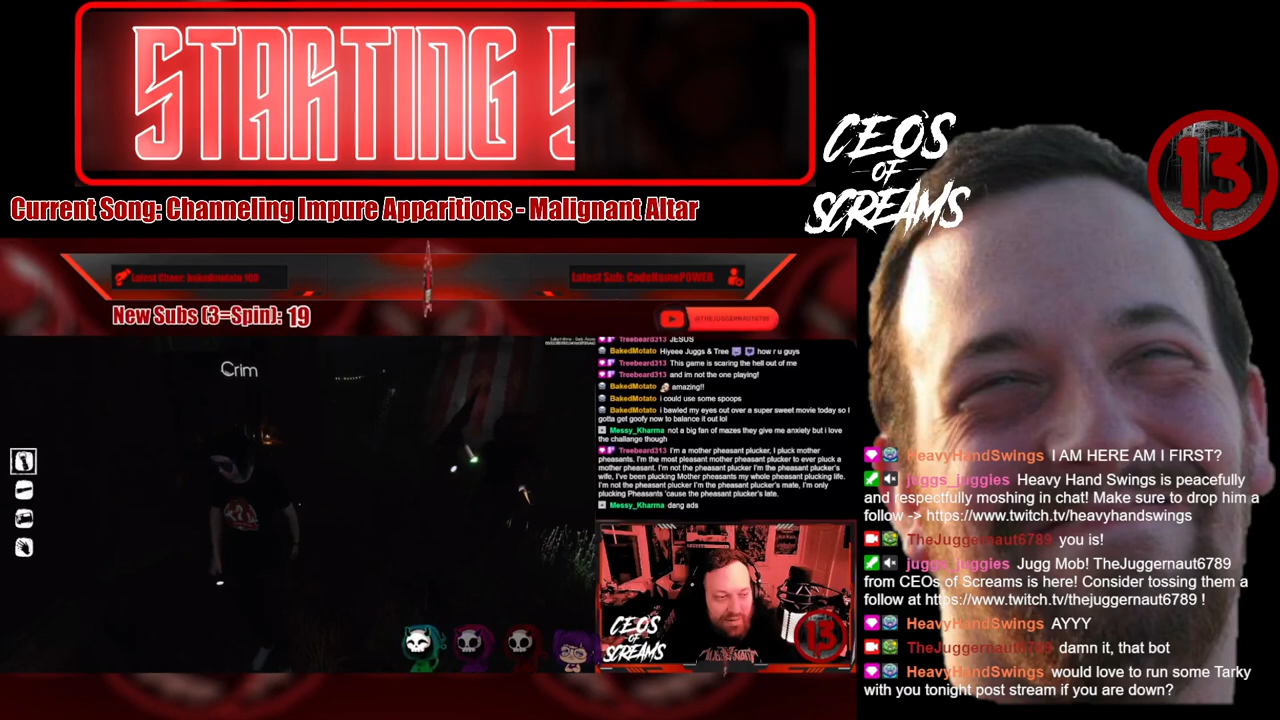 STARTING S
CEO'S
OF
SCREAMS
13
Current Song: Channeling Impure Apparitions - Malignant Altar
Latest Cheer: bakedmotato 100
Latest Sub: CodeNamePOWER
New Subs (3=Spin): 19
@THEJUGGERNAUT6789
Crim
Treebeard313 JESUS
BakedMotato Hiyeee Juggs & Tree how r u guys
Treebeard313 This game is scaring the hell out of me
Treebeard313 and im not the one playing!
BakedMotato amazing!!
BakedMotato i could use some spoops
BakedMotato i bawled my eyes out over a super sweet movie today so I
gotta get goofy now to balance it out lol
Messy_Kharma not a big fan of mazes they give me anxiety but i love
the challange though
Treebeard313 I'm a mother pheasant plucker, I pluck mother
pheasants. I'm the most pleasant mother pheasant plucker to ever pluck a
mother pheasant. I'm not the pheasant plucker I'm the pheasant plucker's
wife, I've been plucking Mother pheasants my whole pheasant plucking life.
I'm not the pheasant plucker I'm the pheasant plucker's mate, I'm only
plucking Pheasants 'cause the pheasant plucker's late.
Messy_Kharma dang ads
CEO'S
OF
SCREAMS
13
HeavyHandSwings I AM HERE AM I FIRST?
juggs_juggies Heavy Hand Swings is peacefully
and respectfully moshing in chat! Make sure to drop him a
follow -> https://www.twitch.tv/heavyhandswings
TheJuggernaut6789 you is!
juggs_juggies Jugg Mob! TheJuggernaut6789
from CEOs of Screams is here! Consider tossing them a
follow at https://www.twitch.tv/thejuggernaut6789 !
HeavyHandSwings AYYY
TheJuggernaut6789 damn it, that bot
HeavyHandSwings would love to run some Tarky
with you tonight post stream if you are down?